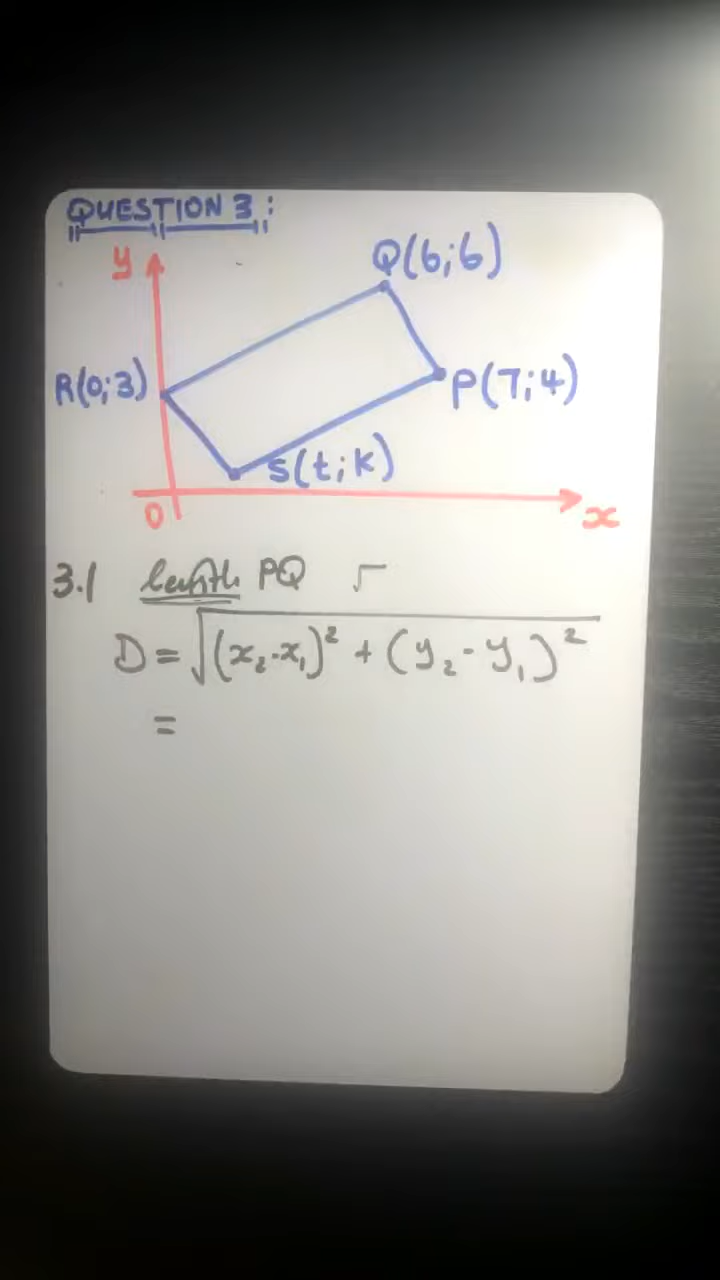 QUESTION 3:
y
Q(6;6)
R(0;3)
P(7;4)
S(t;k)
0
x
3.1 length PQ √
D = √(x₂-x₁)² + (y₂-y₁)²
=